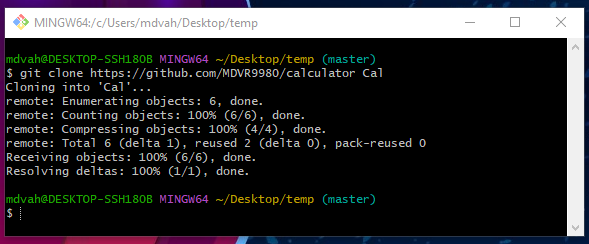 MINGW64:/c/Users/mdvah/Desktop/temp
mdvah@DESKTOP-SSH180B MINGW64 ~/Desktop/temp (master)
$ git clone https://github.com/MDVR9980/calculator Cal
Cloning into 'Cal'...
remote: Enumerating objects: 6, done.
remote: Counting objects: 100% (6/6), done.
remote: Compressing objects: 100% (4/4), done.
remote: Total 6 (delta 1), reused 2 (delta 0), pack-reused 0
Receiving objects: 100% (6/6), done.
Resolving deltas: 100% (1/1), done.
mdvah@DESKTOP-SSH180B MINGW64 ~/Desktop/temp (master)
$